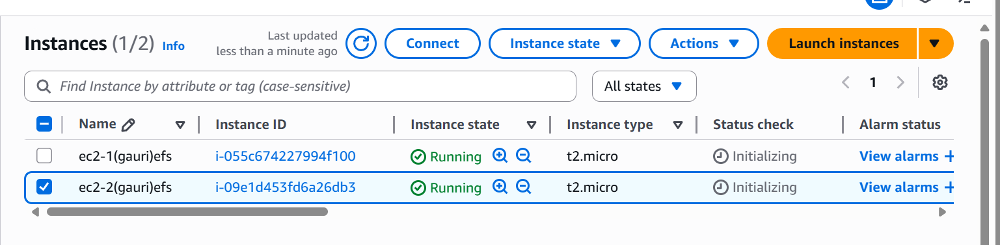 Instances (1/2) Info
Last updated
less than a minute ago
Connect
Instance state
Actions
Launch instances
Find Instance by attribute or tag (case-sensitive)
All states
1
Name Instance ID Instance state Instance type Status check Alarm status
ec2-1(gauri)efs i-055c674227994f100 Running t2.micro Initializing View alarms +
ec2-2(gauri)efs i-09e1d453fd6a26db3 Running t2.micro Initializing View alarms +